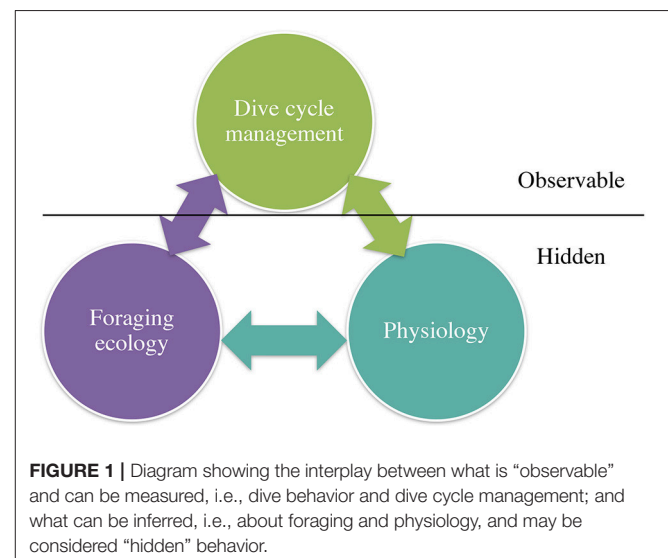 Dive cycle
management
Observable
Hidden
Foraging
ecology
Physiology
FIGURE 1 | Diagram showing the interplay between what is “observable”
and can be measured, i.e., dive behavior and dive cycle management; and
what can be inferred, i.e., about foraging and physiology, and may be
considered “hidden” behavior.